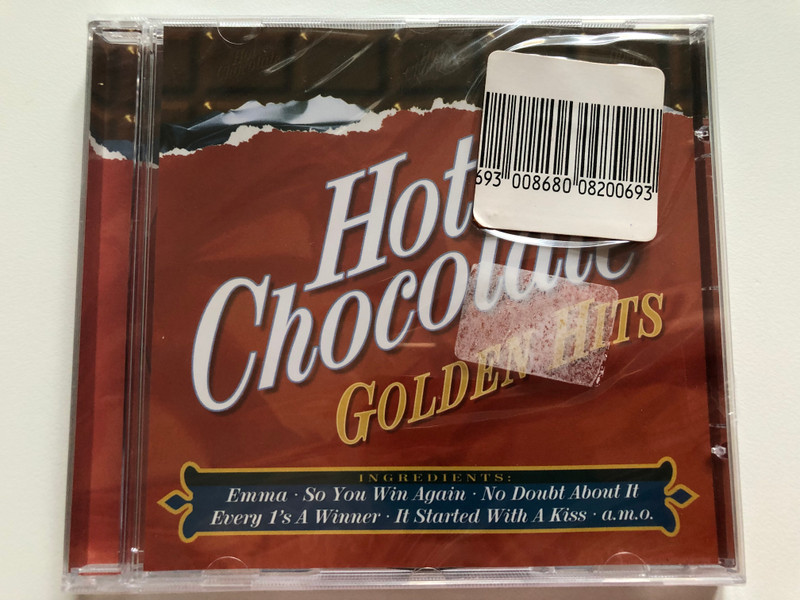 693 008680 08200693
Hot
Chocolate
GOLDEN HITS
INGREDIENTS:
Emma · So You Win Again · No Doubt About It
Every 1's A Winner · It Started With A Kiss · a.m.o.